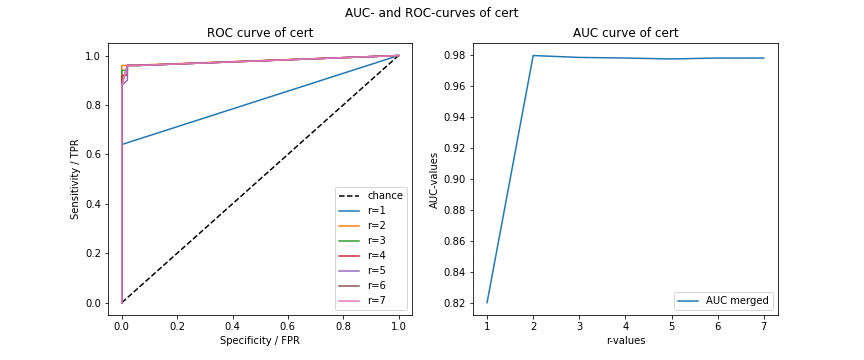 AUC- and ROC-curves of cert
ROC curve of cert
Sensitivity / TPR
1.0
0.8
0.6
0.4
0.2
0.0
chance
r=1
r=2
r=3
r=4
r=5
r=6
r=7
0.0 0.2 0.4 0.6 0.8 1.0
Specificity / FPR
AUC curve of cert
AUC-values
0.98
0.96
0.94
0.92
0.90
0.88
0.86
0.84
0.82
AUC merged
1 2 3 4 5 6 7
r-values